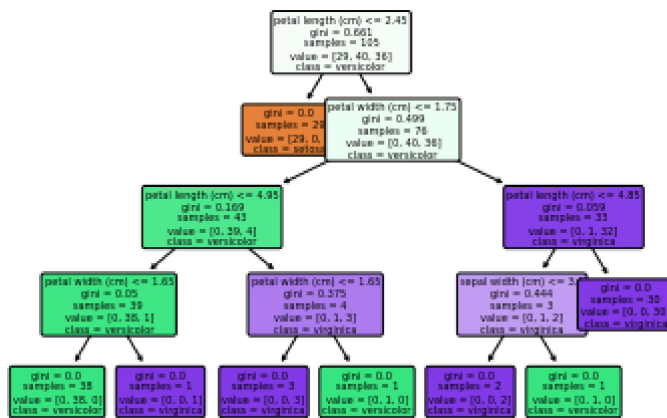 petal length (cm) <= 2.45
gini = 0.661
samples = 105
value = [29, 40, 36]
class = versicolor
gini = 0.0
samples = 29
value = [29, 0,
class = setosa
petal width (cm) <= 1.75
gini = 0.499
samples = 76
value = [0, 40, 36]
class = versicolor
petal length (cm) <= 4.95
gini = 0.169
samples = 43
value = [0, 39, 4]
class = versicolor
petal length (cm) <= 4.85
gini = 0.059
samples = 33
value = [0, 1, 32]
class = virginica
petal width (cm) <= 1.65
gini = 0.05
samples = 39
value = [0, 38, 1]
class = versicolor
petal width (cm) <= 1.65
gini = 0.375
samples = 4
value = [0, 1, 3]
class = virginica
sepal width (cm) <=
gini = 0.444
samples = 3
value = [0, 1, 2]
class = virginica
gini = 0.0
samples = 30
value = [0, 0, 30]
class = virginica
gini = 0.0
samples = 38
value = [0, 38, 0]
class = versicolor
gini = 0.0
samples = 1
value = [0, 0, 1]
class = virginica
gini = 0.0
samples = 3
value = [0, 0, 3]
class = virginica
gini = 0.0
samples = 1
value = [0, 1, 0]
class = versicolor
gini = 0.0
samples = 2
value = [0, 0, 2]
class = virginica
gini = 0.0
samples = 1
value = [0, 1, 0]
class = versicolor